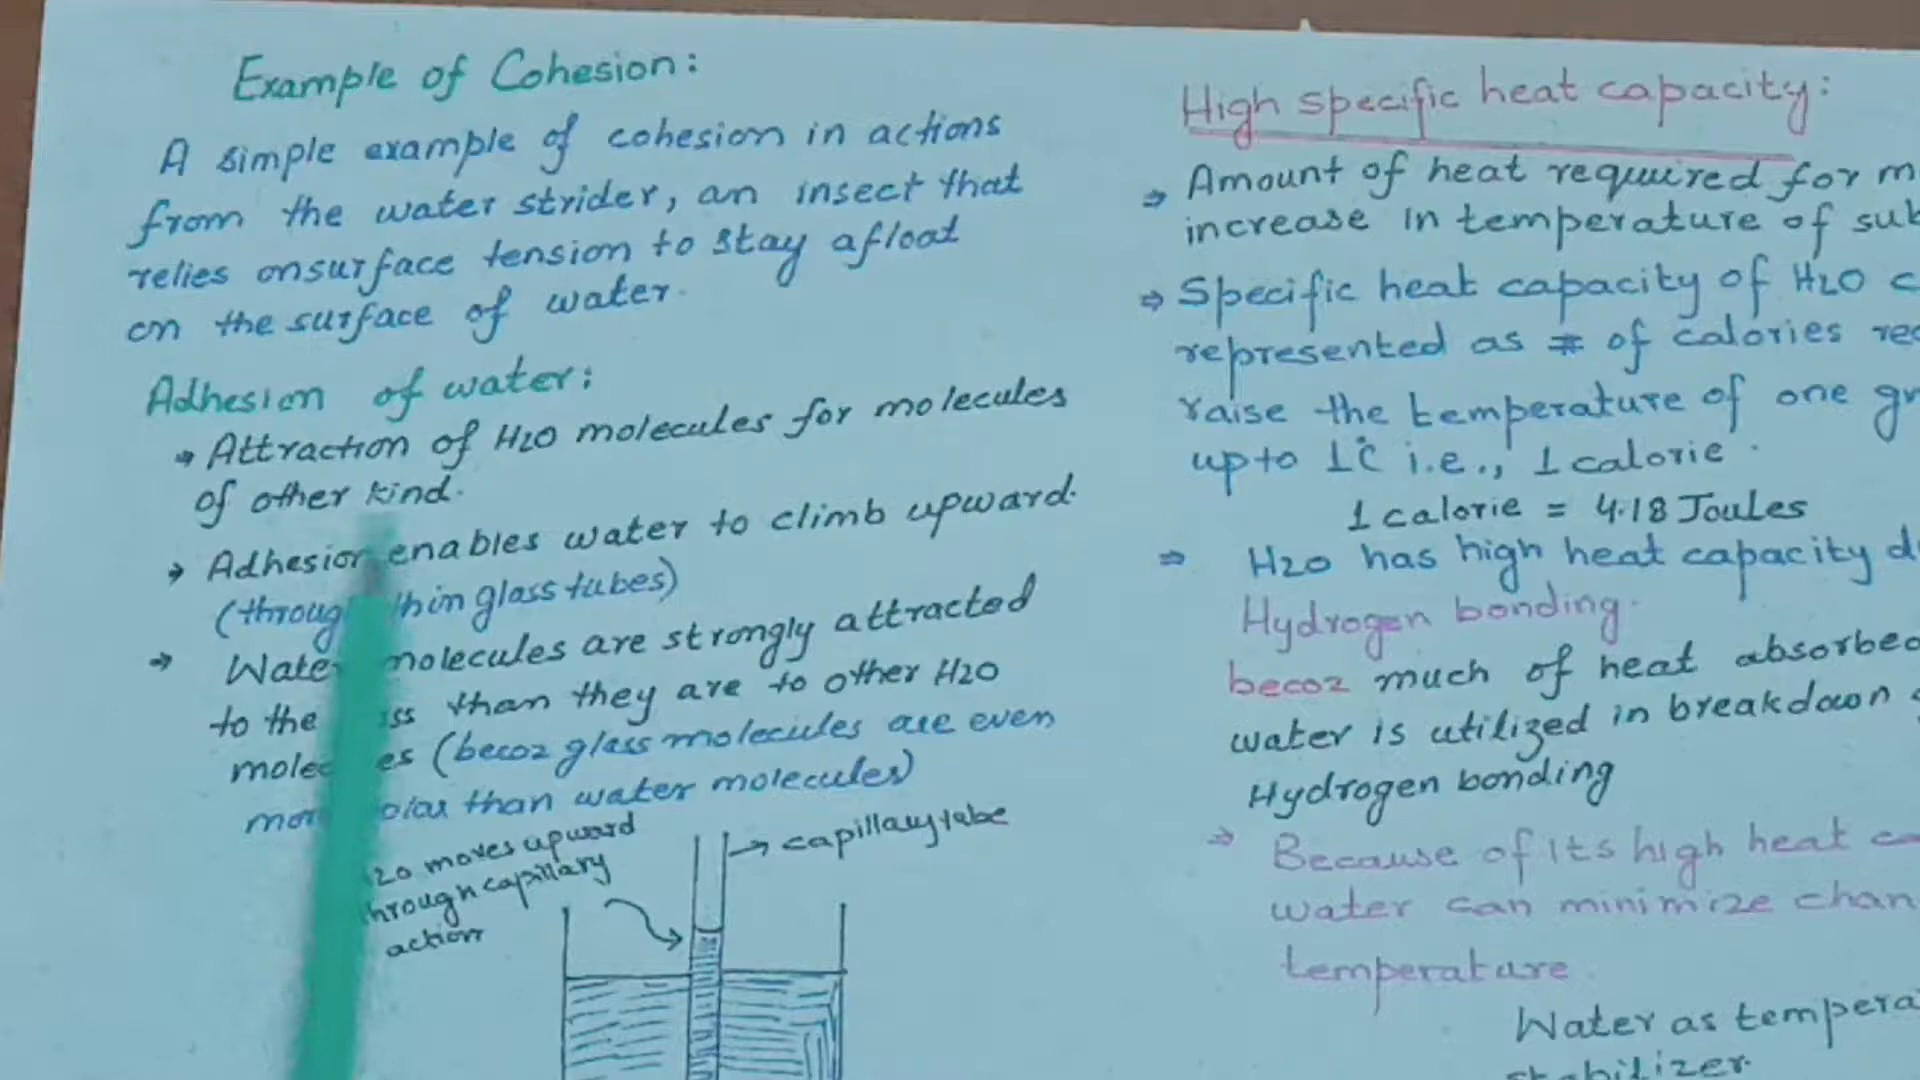 Example of Cohesion:
A simple example of cohesion in actions
from the water strider, an insect that
relies on surface tension to stay afloat
on the surface of water.
Adhesion of water:
→ Attraction of H2O molecules for molecules
of other kind.
→ Adhesion enables water to climb upward.
(through thin glass tubes)
→ Water molecules are strongly attracted
to the than they are to other H2O
(becoz glass molecules are even
than water molecules)
moves upward
through capillary
action
→ capillary tube
High specific heat capacity:
⇒ Amount of heat required for
increase in temperature of
⇒ Specific heat capacity of H2O
represented as # of calories
raise the temperature of one
upto 1°C i.e., 1 calorie.
1 calorie = 4.18 Joules
⇒ H2O has high heat capacity
Hydrogen bonding.
becoz much of heat absorbed
water is utilized in breakdown
Hydrogen bonding
⇒ Because of its high heat
water can minimize
temperature.
Water as
stabilizer.